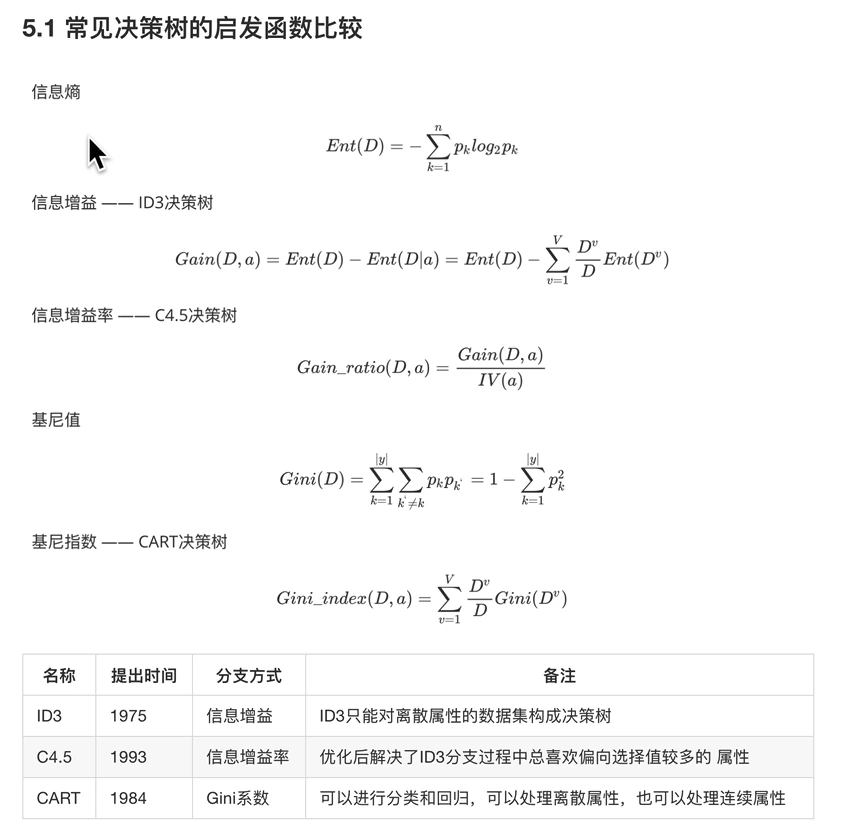 5.1 常见决策树的启发函数比较
信息熵
Ent(D) = -\sum_{k=1}^{n} p_k log_2 p_k
信息增益 —— ID3决策树
Gain(D, a) = Ent(D) - Ent(D|a) = Ent(D) - \sum_{v=1}^{V} \frac{D^v}{D} Ent(D^v)
信息增益率 —— C4.5决策树
Gain_ratio(D, a) = \frac{Gain(D, a)}{IV(a)}
基尼值
Gini(D) = \sum_{k=1}^{|y|} \sum_{k^{'} \neq k} p_k p_{k^{'}} = 1 - \sum_{k=1}^{|y|} p_k^2
基尼指数 —— CART决策树
Gini_index(D, a) = \sum_{v=1}^{V} \frac{D^v}{D} Gini(D^v)
名称 提出时间 分支方式 备注
ID3 1975 信息增益 ID3只能对离散属性的数据集构成决策树
C4.5 1993 信息增益率 优化后解决了ID3分支过程中总喜欢偏向选择值较多的 属性
CART 1984 Gini系数 可以进行分类和回归，可以处理离散属性，也可以处理连续属性